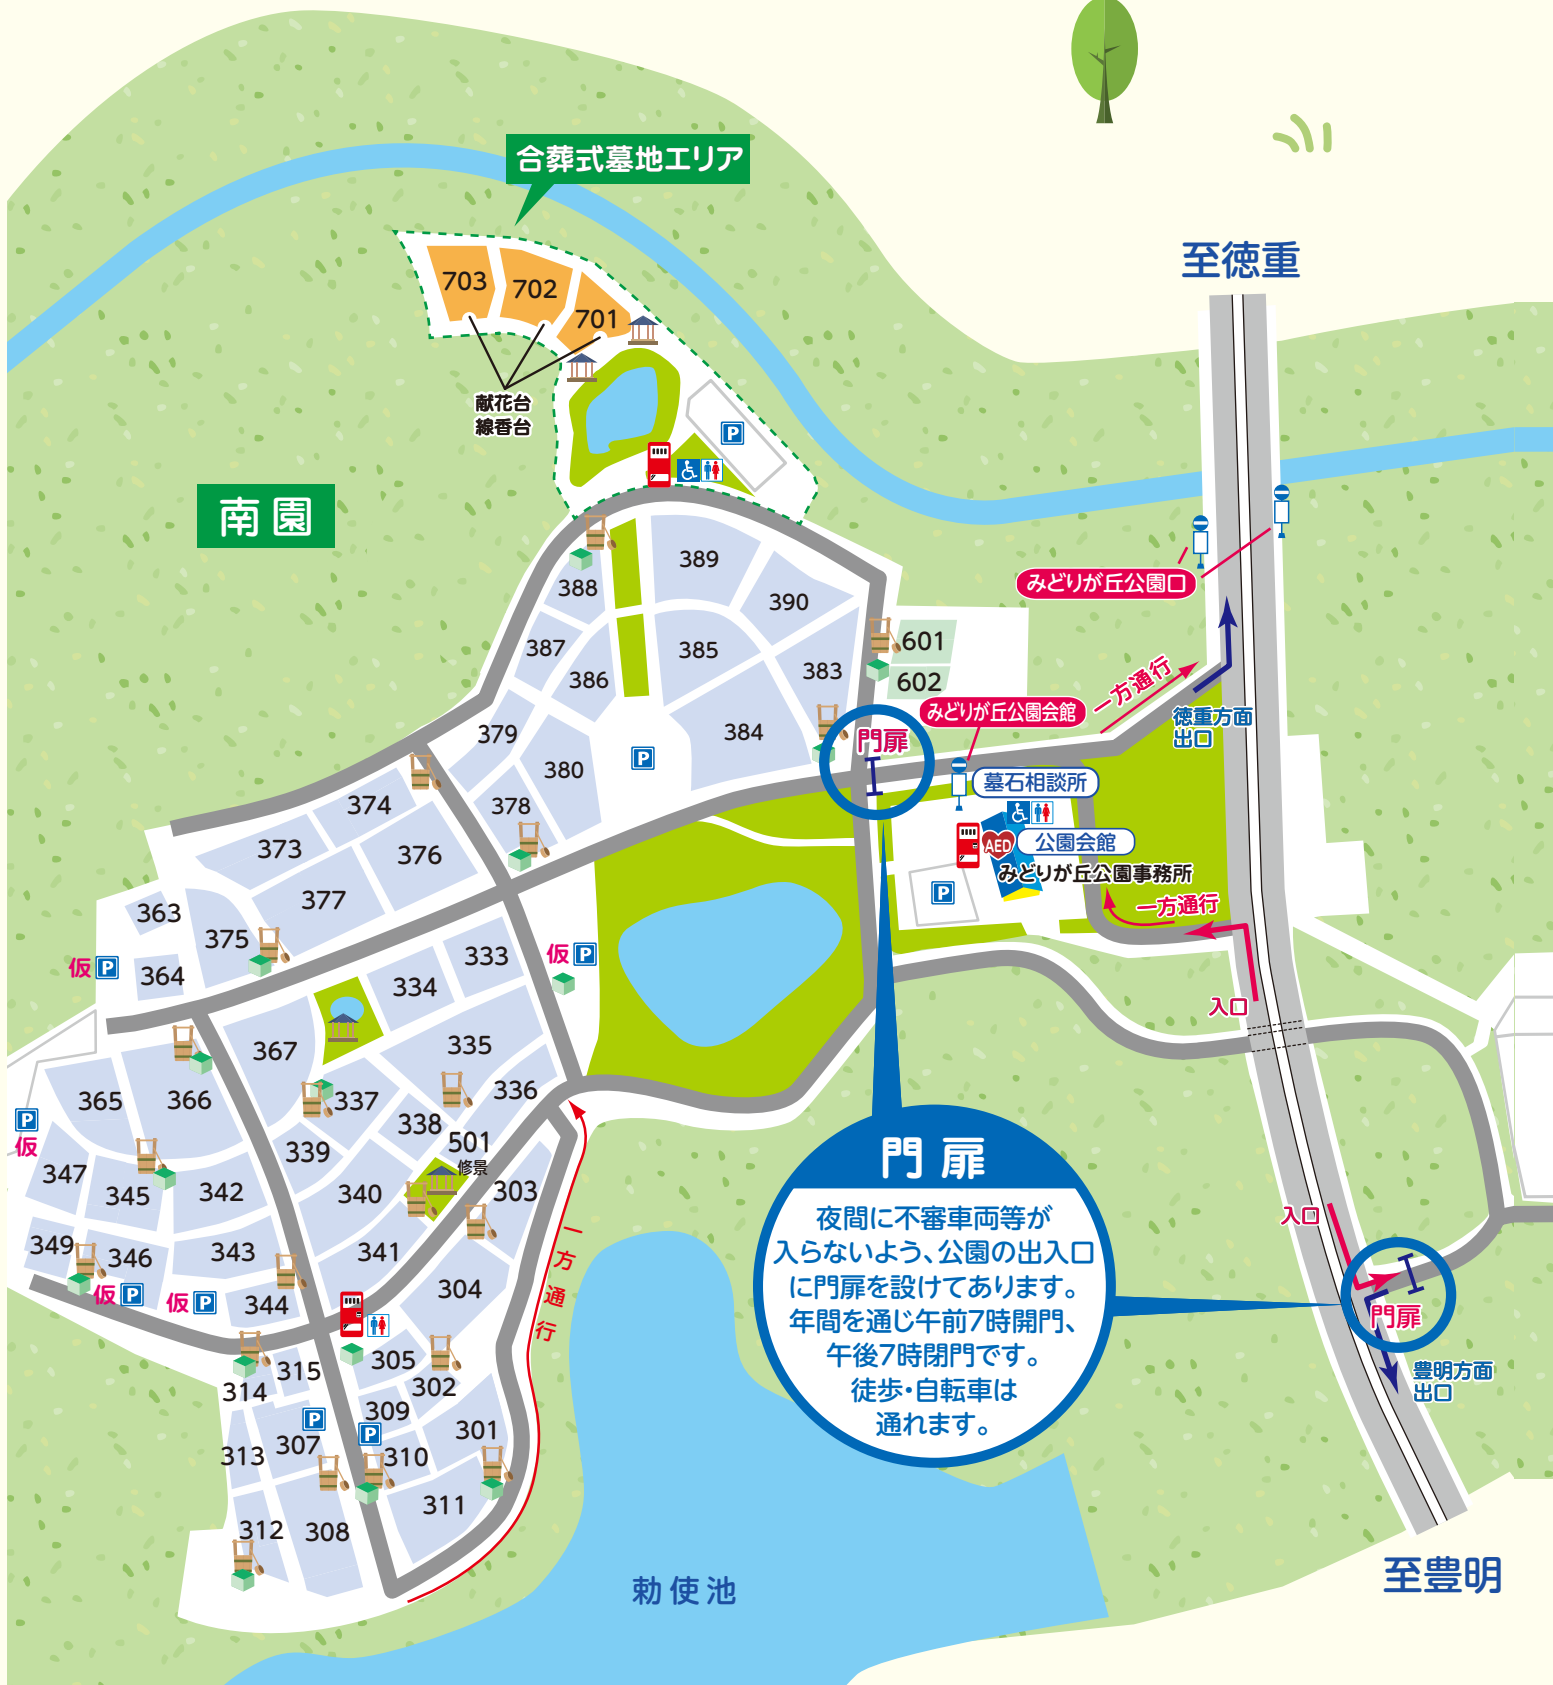 合葬式墓地エリア
至徳重
703
702
701
献花台
線香台
P
南園
みどりが丘公園口
389
388
390
387
385
386
383
601
602
一方通行
みどりが丘公園会館
徳重方面
出口
379
384
門扉
P
380
墓石相談所
374
378
373
376
AED
公園会館
みどりが丘公園事務所
377
P
363
375
一方通行
333
仮P
仮P
364
334
入口
367
335
336
365
366
337
P
仮
338
501
修景
339
347
345
342
340
303
349
346
343
341
304
仮P
仮P
344
一方通行
門扉
夜間に不審車両等が
入らないよう、公園の出入口
に門扉を設けてあります。
年間を通じ午前7時開門、
午後7時閉門です。
徒歩・自転車は
通れます。
入口
門扉
豊明方面
出口
305
315
314
302
309
P
P
301
307
313
310
311
312
308
勅使池
至豊明